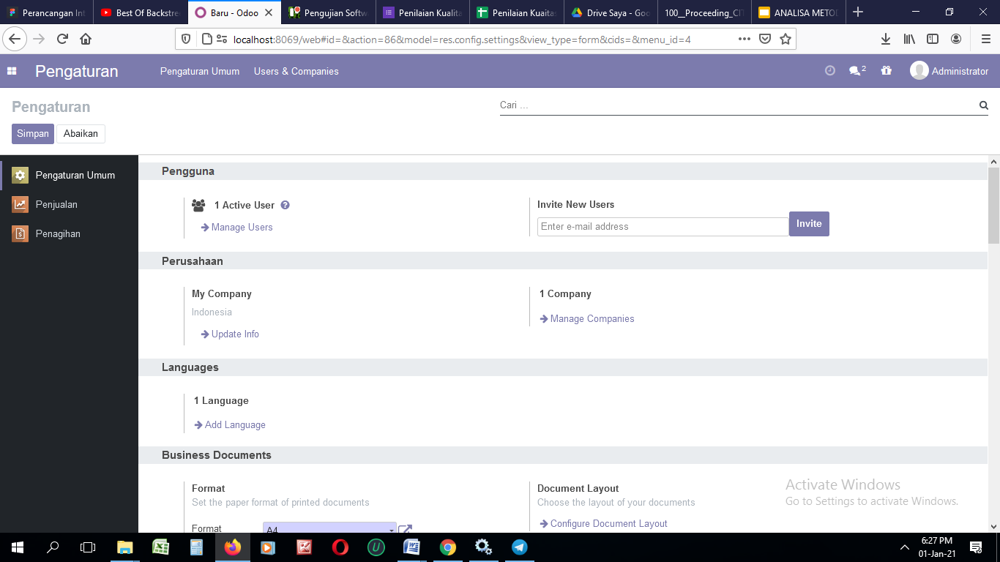 Perancangan Int
Best Of Backstre
Baru - Odoo
Pengujian Softw
Penilaian Kualita
Penilaian Kuaitas
Drive Saya - Goo
100__Proceeding_CIT
ANALISA METOD
localhost:8069/web#id=&action=86&model=res.config.settings&view_type=form&cids=&menu_id=4
Pengaturan
Pengaturan Umum
Users & Companies
2
Administrator
Pengaturan
Cari ...
Simpan
Abaikan
Pengaturan Umum
Penjualan
Penagihan
Pengguna
1 Active User
Manage Users
Invite New Users
Enter e-mail address
Invite
Perusahaan
My Company
Indonesia
Update Info
1 Company
Manage Companies
Languages
1 Language
Add Language
Business Documents
Format
Set the paper format of printed documents
Format
A4
Document Layout
Choose the layout of your documents
Configure Document Layout
Activate Windows
Go to Settings to activate Windows.
6:27 PM
01-Jan-21